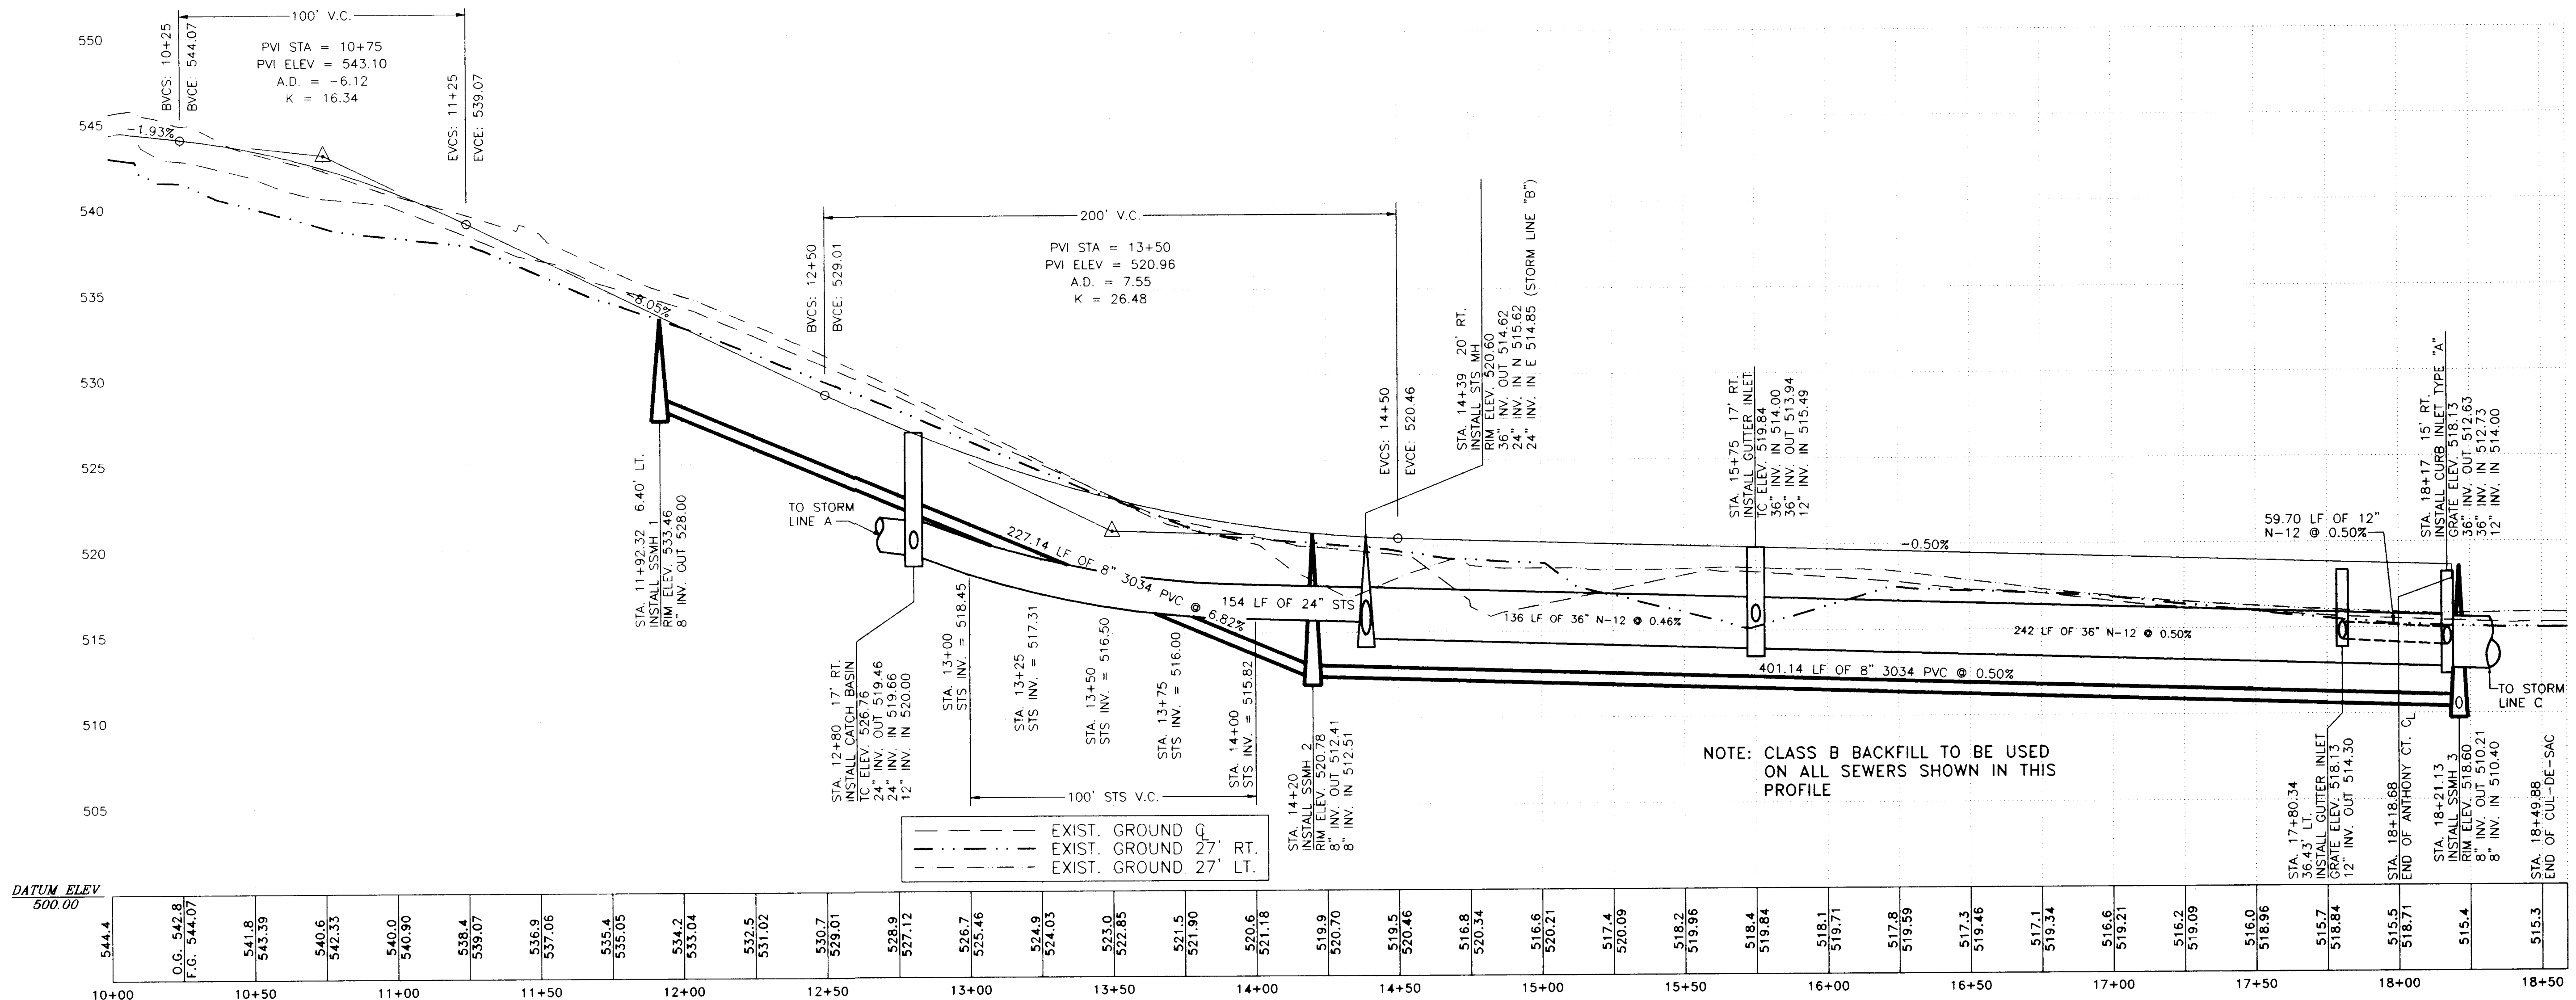 550
545
540
535
530
525
520
515
510
505
DATUM ELEV
500.00
BVCS: 10+25
BVCE: 544.07
100' V.C.
PVI STA = 10+75
PVI ELEV = 543.10
A.D. = -6.12
K = 16.34
EVCS: 11+25
EVCE: 539.07
-1.93%
-8.05%
STA. 11+92.32 6.40' LT.
INSTALL SSMH 1
RIM ELEV. 533.46
8" INV. OUT 528.00
BVCS: 12+50
BVCE: 529.01
200' V.C.
PVI STA = 13+50
PVI ELEV = 520.96
A.D. = 7.55
K = 26.48
EVCS: 14+50
EVCE: 520.46
TO STORM
LINE A
STA. 12+80 17' RT.
INSTALL CATCH BASIN
TC ELEV. 526.76
24" INV. OUT 519.46
24" INV. IN 519.66
12" INV. IN 520.00
227.14 LF OF 8" 3034 PVC @ 6.82%
STA. 13+00
STS INV. = 518.45
STA. 13+25
STS INV. = 517.31
STA. 13+50
STS INV. = 516.50
STA. 13+75
STS INV. = 516.00
STA. 14+00
STS INV. = 515.82
100' STS V.C.
154 LF OF 24" STS
STA. 14+20
INSTALL SSMH 2
RIM ELEV. 520.78
8" INV. OUT 512.41
8" INV. IN 512.51
STA. 14+39 20' RT.
INSTALL STS MH
RIM ELEV. 520.60
36" INV. OUT 514.62
24" INV. IN N 515.62
24" INV. IN E 514.85 (STORM LINE "B")
136 LF OF 36" N-12 @ 0.46%
STA. 15+75 17' RT.
INSTALL GUTTER INLET
TC ELEV. 519.84
36" INV. IN 514.00
36" INV. OUT 513.94
12" INV. IN 515.49
-0.50%
242 LF OF 36" N-12 @ 0.50%
401.14 LF OF 8" 3034 PVC @ 0.50%
59.70 LF OF 12"
N-12 @ 0.50%
STA. 18+17 15' RT.
INSTALL CURB INLET TYPE "A"
GRATE ELEV. 518.13
36" INV. OUT 512.63
36" INV. IN 512.73
12" INV. IN 514.00
TO STORM
LINE C
NOTE: CLASS B BACKFILL TO BE USED
ON ALL SEWERS SHOWN IN THIS
PROFILE
STA. 17+80.34
36.43' LT.
INSTALL GUTTER INLET
GRATE ELEV. 518.13
12" INV. OUT 514.30
STA. 18+18.68
END OF ANTHONY CT. CL
STA. 18+21.13
INSTALL SSMH 3
RIM ELEV. 518.60
8" INV. OUT 510.21
8" INV. IN 510.40
STA. 18+49.88
END OF CUL-DE-SAC
EXIST. GROUND CL
EXIST. GROUND 27' RT.
EXIST. GROUND 27' LT.
544.4
O.G. 542.8
F.G. 544.07
541.8
543.39
540.6
542.33
540.0
540.90
538.4
539.07
536.9
537.06
535.4
535.05
534.2
533.04
532.5
531.02
530.7
529.01
528.9
527.12
526.7
525.46
524.9
524.03
523.0
522.85
521.5
521.90
520.6
521.18
519.9
520.70
519.5
520.46
516.8
520.34
516.6
520.21
517.4
520.09
518.2
519.96
518.4
519.84
518.1
519.71
517.8
519.59
517.3
519.46
517.1
519.34
516.6
519.21
516.2
519.09
516.0
518.96
515.7
518.84
515.5
518.71
515.4
515.3
10+00
10+50
11+00
11+50
12+00
12+50
13+00
13+50
14+00
14+50
15+00
15+50
16+00
16+50
17+00
17+50
18+00
18+50